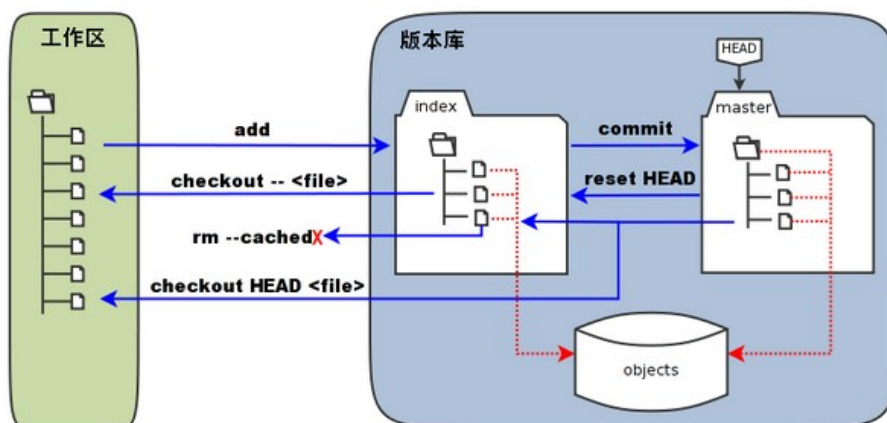 工作区
版本库
HEAD
index
master
add
commit
checkout -- <file>
reset HEAD
rm --cachedX
checkout HEAD <file>
objects